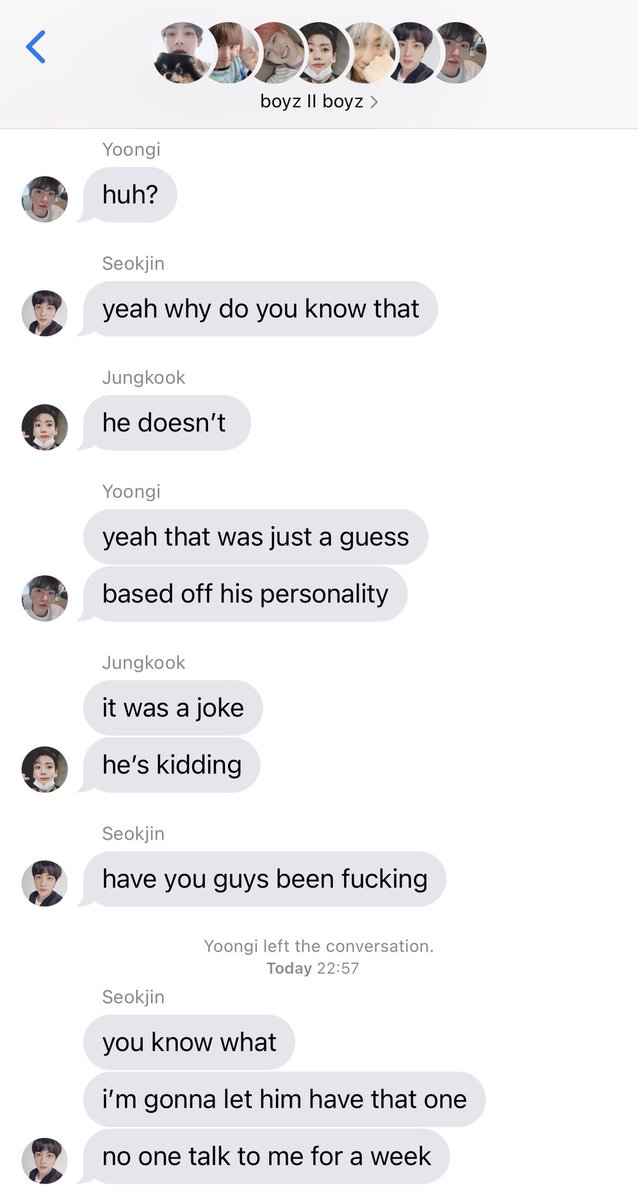 boyz II boyz
Yoongi
huh?
Seokjin
yeah why do you know that
Jungkook
he doesn’t
Yoongi
yeah that was just a guess
based off his personality
Jungkook
it was a joke
he’s kidding
Seokjin
have you guys been fucking
Yoongi left the conversation.
Today 22:57
Seokjin
you know what
i’m gonna let him have that one
no one talk to me for a week